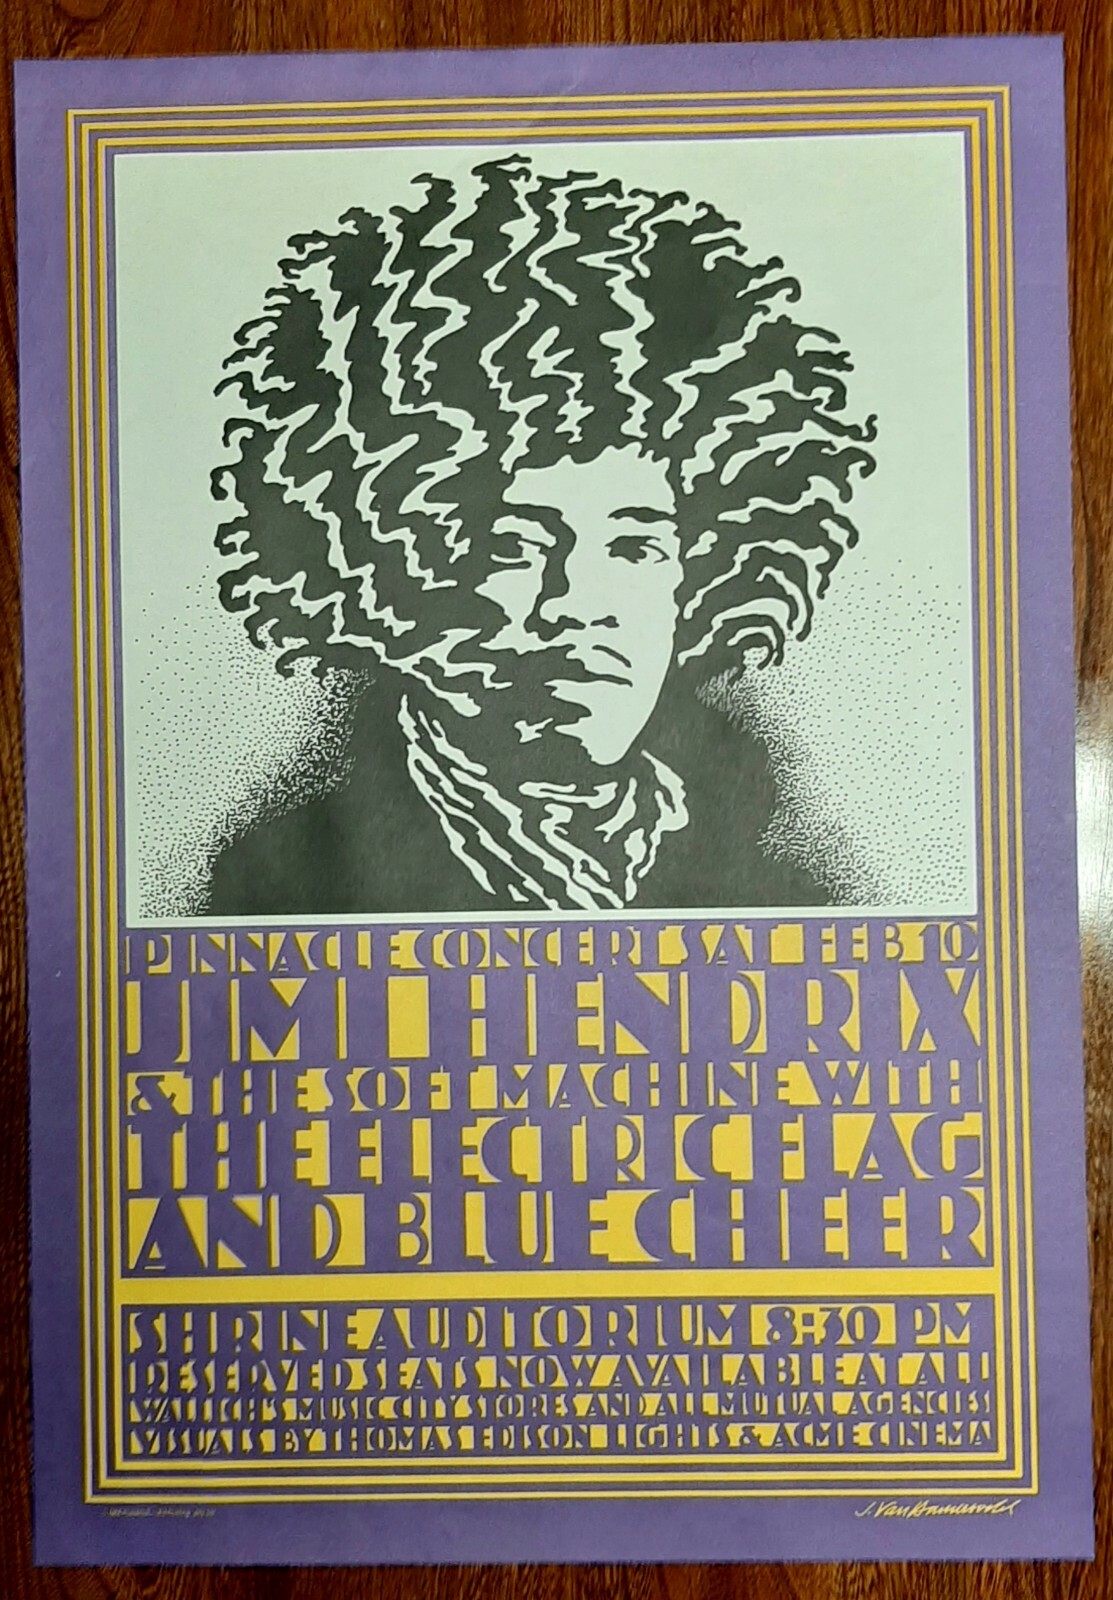 PINNACLE CONCERT SAT FEB 10
JIMI HENDRIX
& THE SOFT MACHINE WITH
THE ELECTRIC FLAG
AND BLUE CHEER
SHRINE AUDITORIUM 8:30 PM
RESERVED SEATS NOW AVAILABLE AT ALL
WALLICH'S MUSIC CITY STORES AND ALL MUTUAL AGENCIES
VISUALS BY THOMAS EDISON LIGHTS & ACME CINEMA
J. Van Hamersveld